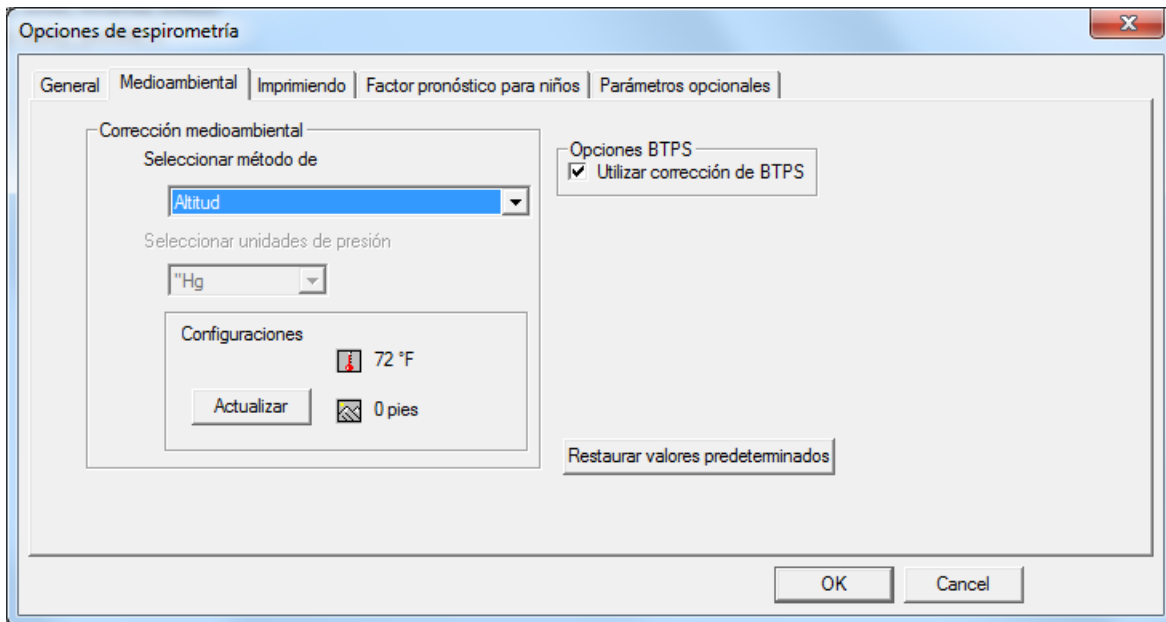 Opciones de espirometría
General
Medioambiental
Imprimiendo
Factor pronóstico para niños
Parámetros opcionales
Corrección medioambiental
Seleccionar método de
Altitud
Seleccionar unidades de presión
"Hg
Configuraciones
72 °F
Actualizar
0 pies
Opciones BTPS
Utilizar corrección de BTPS
Restaurar valores predeterminados
OK
Cancel